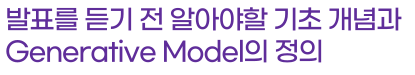 발표를 듣기 전 알아야할 기초 개념과
Generative Model의 정의